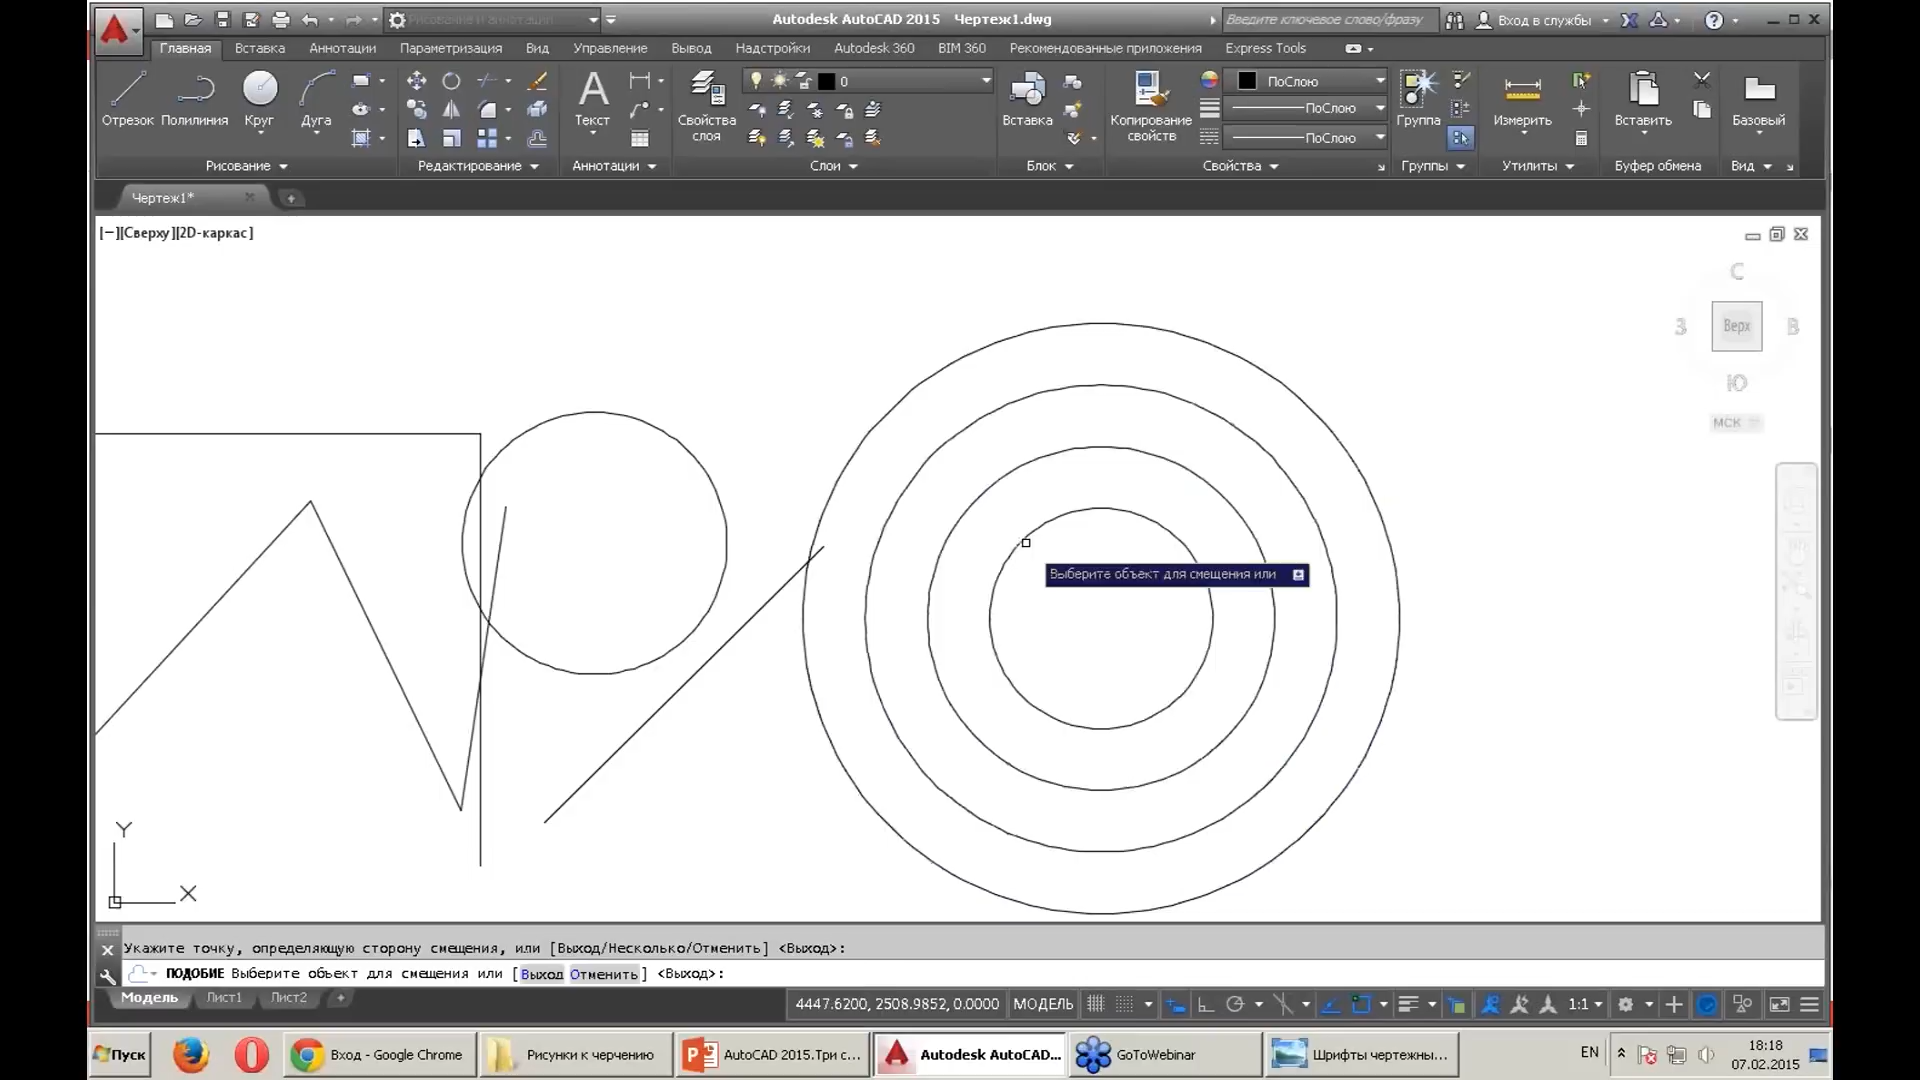 Рисование и аннотации
Autodesk AutoCAD 2015 Чертеж1.dwg
Введите ключевое слово/фразу
Вход в службы
Главная Вставка Аннотации Параметризация Вид Управление Вывод Надстройки Autodesk 360 BIM 360 Рекомендованные приложения Express Tools
Отрезок Полилиния Круг Дуга
Текст
Свойства слоя
0
Вставка
Копирование свойств
ПоСлою
ПоСлою
ПоСлою
Группа
Измерить
Вставить
Базовый
Рисование Редактирование Аннотации Слои Блок Свойства Группы Утилиты Буфер обмена Вид
Чертеж1*
[−][Сверху][2D-каркас]
С
З Верх В
Ю
МСК
Выберите объект для смещения или
Y
X
Укажите точку, определяющую сторону смещения, или [Выход/Несколько/Отменить] <Выход>:
ПОДОБИЕ Выберите объект для смещения или [Выход Отменить] <Выход>:
Модель Лист1 Лист2
4447.6200, 2508.9852, 0.0000 МОДЕЛЬ 1:1
Пуск Вход - Google Chrome Рисунки к черчению AutoCAD 2015.Три с... Autodesk AutoCAD... GoToWebinar Шрифты чертежны... EN
18:18
07.02.2015